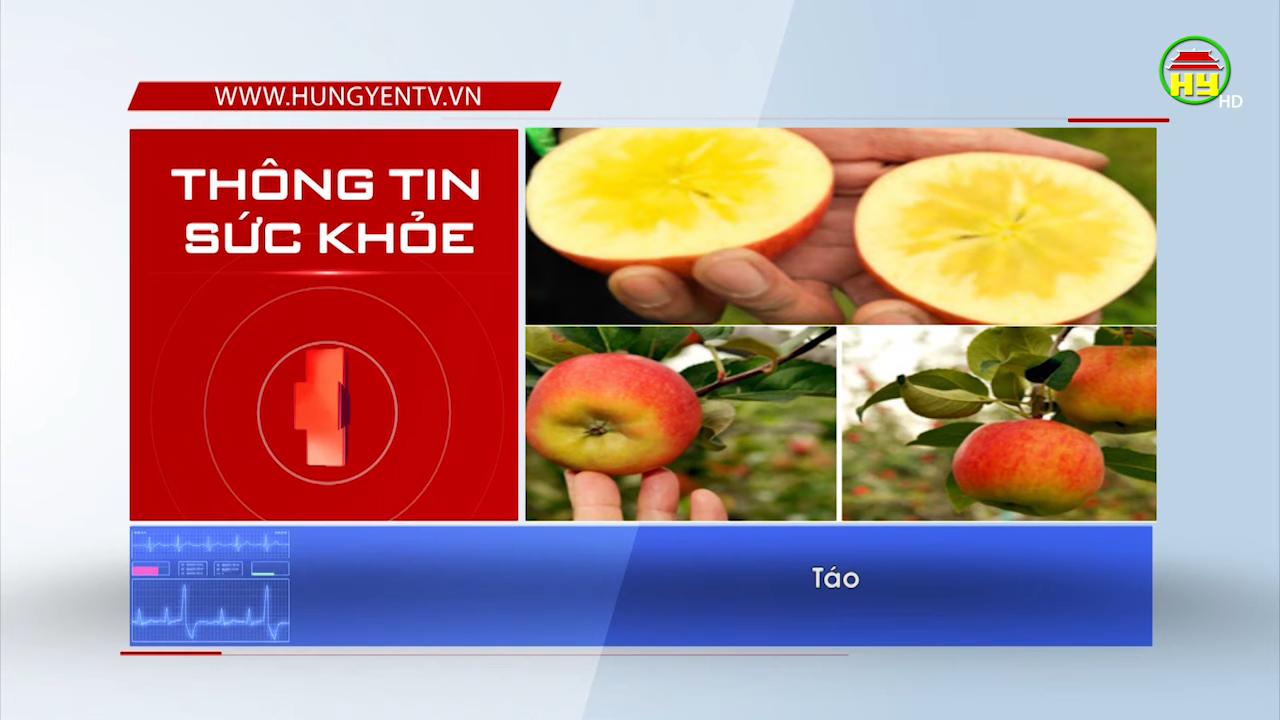 WWW.HUNGYENTV.VN
HY
HD
THÔNG TIN
SỨC KHỎE
Táo